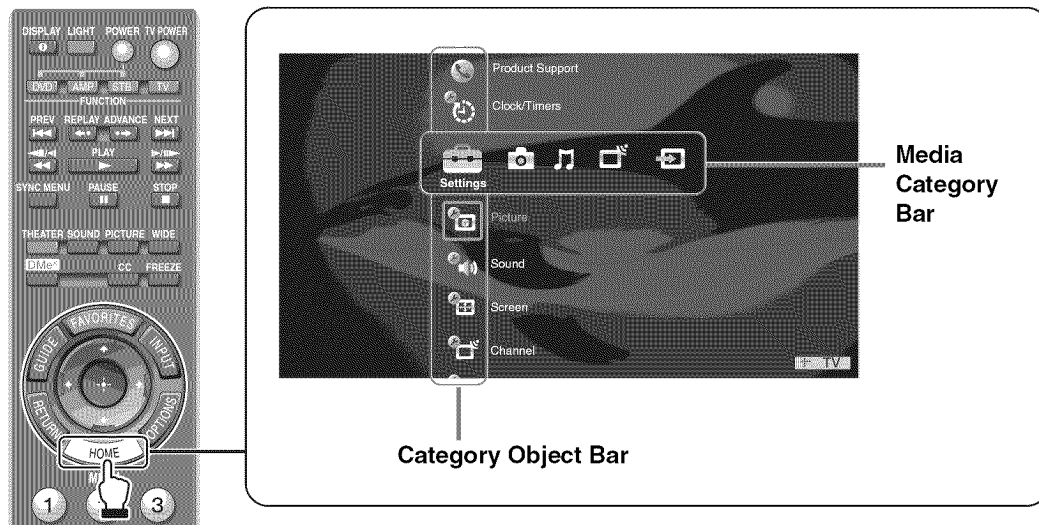 DISPLAY LIGHT POWER TV POWER
DVD AMP STB TV
FUNCTION
PREV REPLAY ADVANCE NEXT
PLAY
SYNC MENU PAUSE STOP
THEATER SOUND PICTURE WIDE
DMex CC FREEZE
GUIDE FAVORITES INPUT
RETURN OPTIONS
HOME
1 3
Product Support
Clock/Timers
Settings
Picture
Sound
Screen
Channel
TV
Media
Category
Bar
Category Object Bar